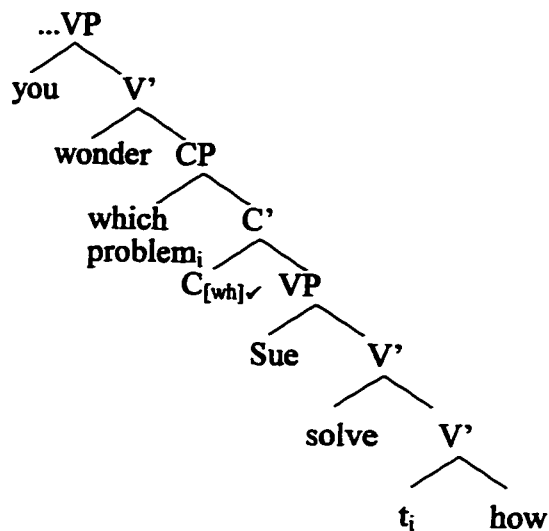 ...VP
you V'
wonder CP
which C'
problemᵢ
C[wh]✓ VP
Sue V'
solve V'
tᵢ how